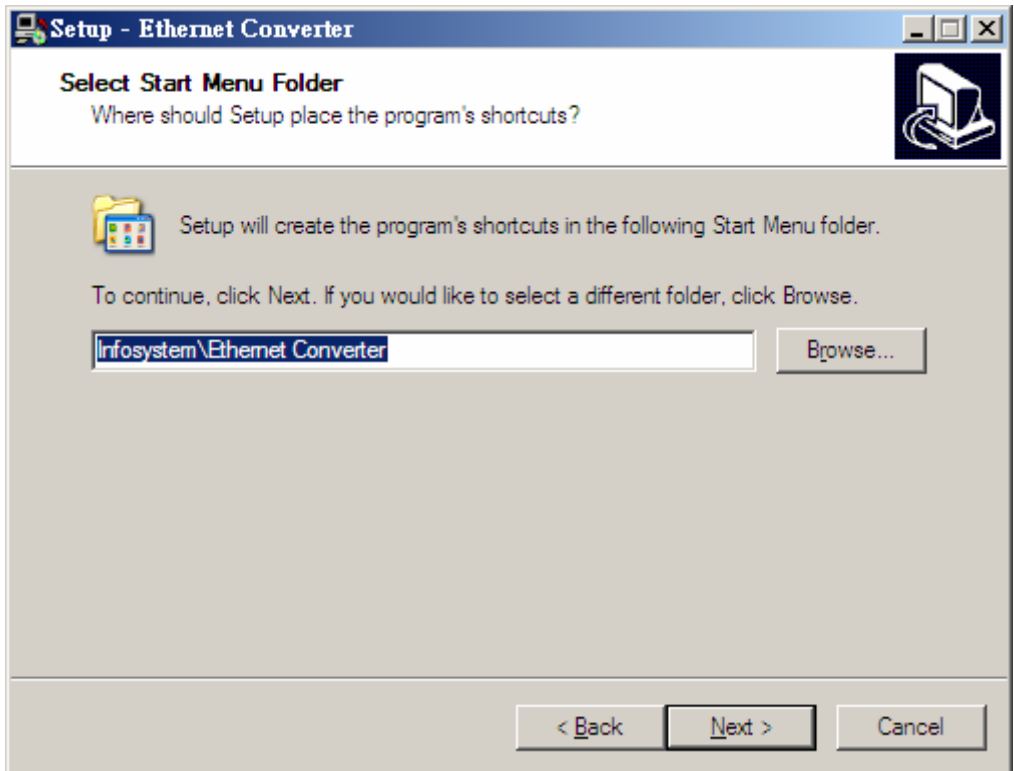 Setup - Ethernet Converter
Select Start Menu Folder
Where should Setup place the program's shortcuts?
Setup will create the program's shortcuts in the following Start Menu folder.
To continue, click Next. If you would like to select a different folder, click Browse.
Infosystem\Ethernet Converter
Browse...
< Back
Next >
Cancel